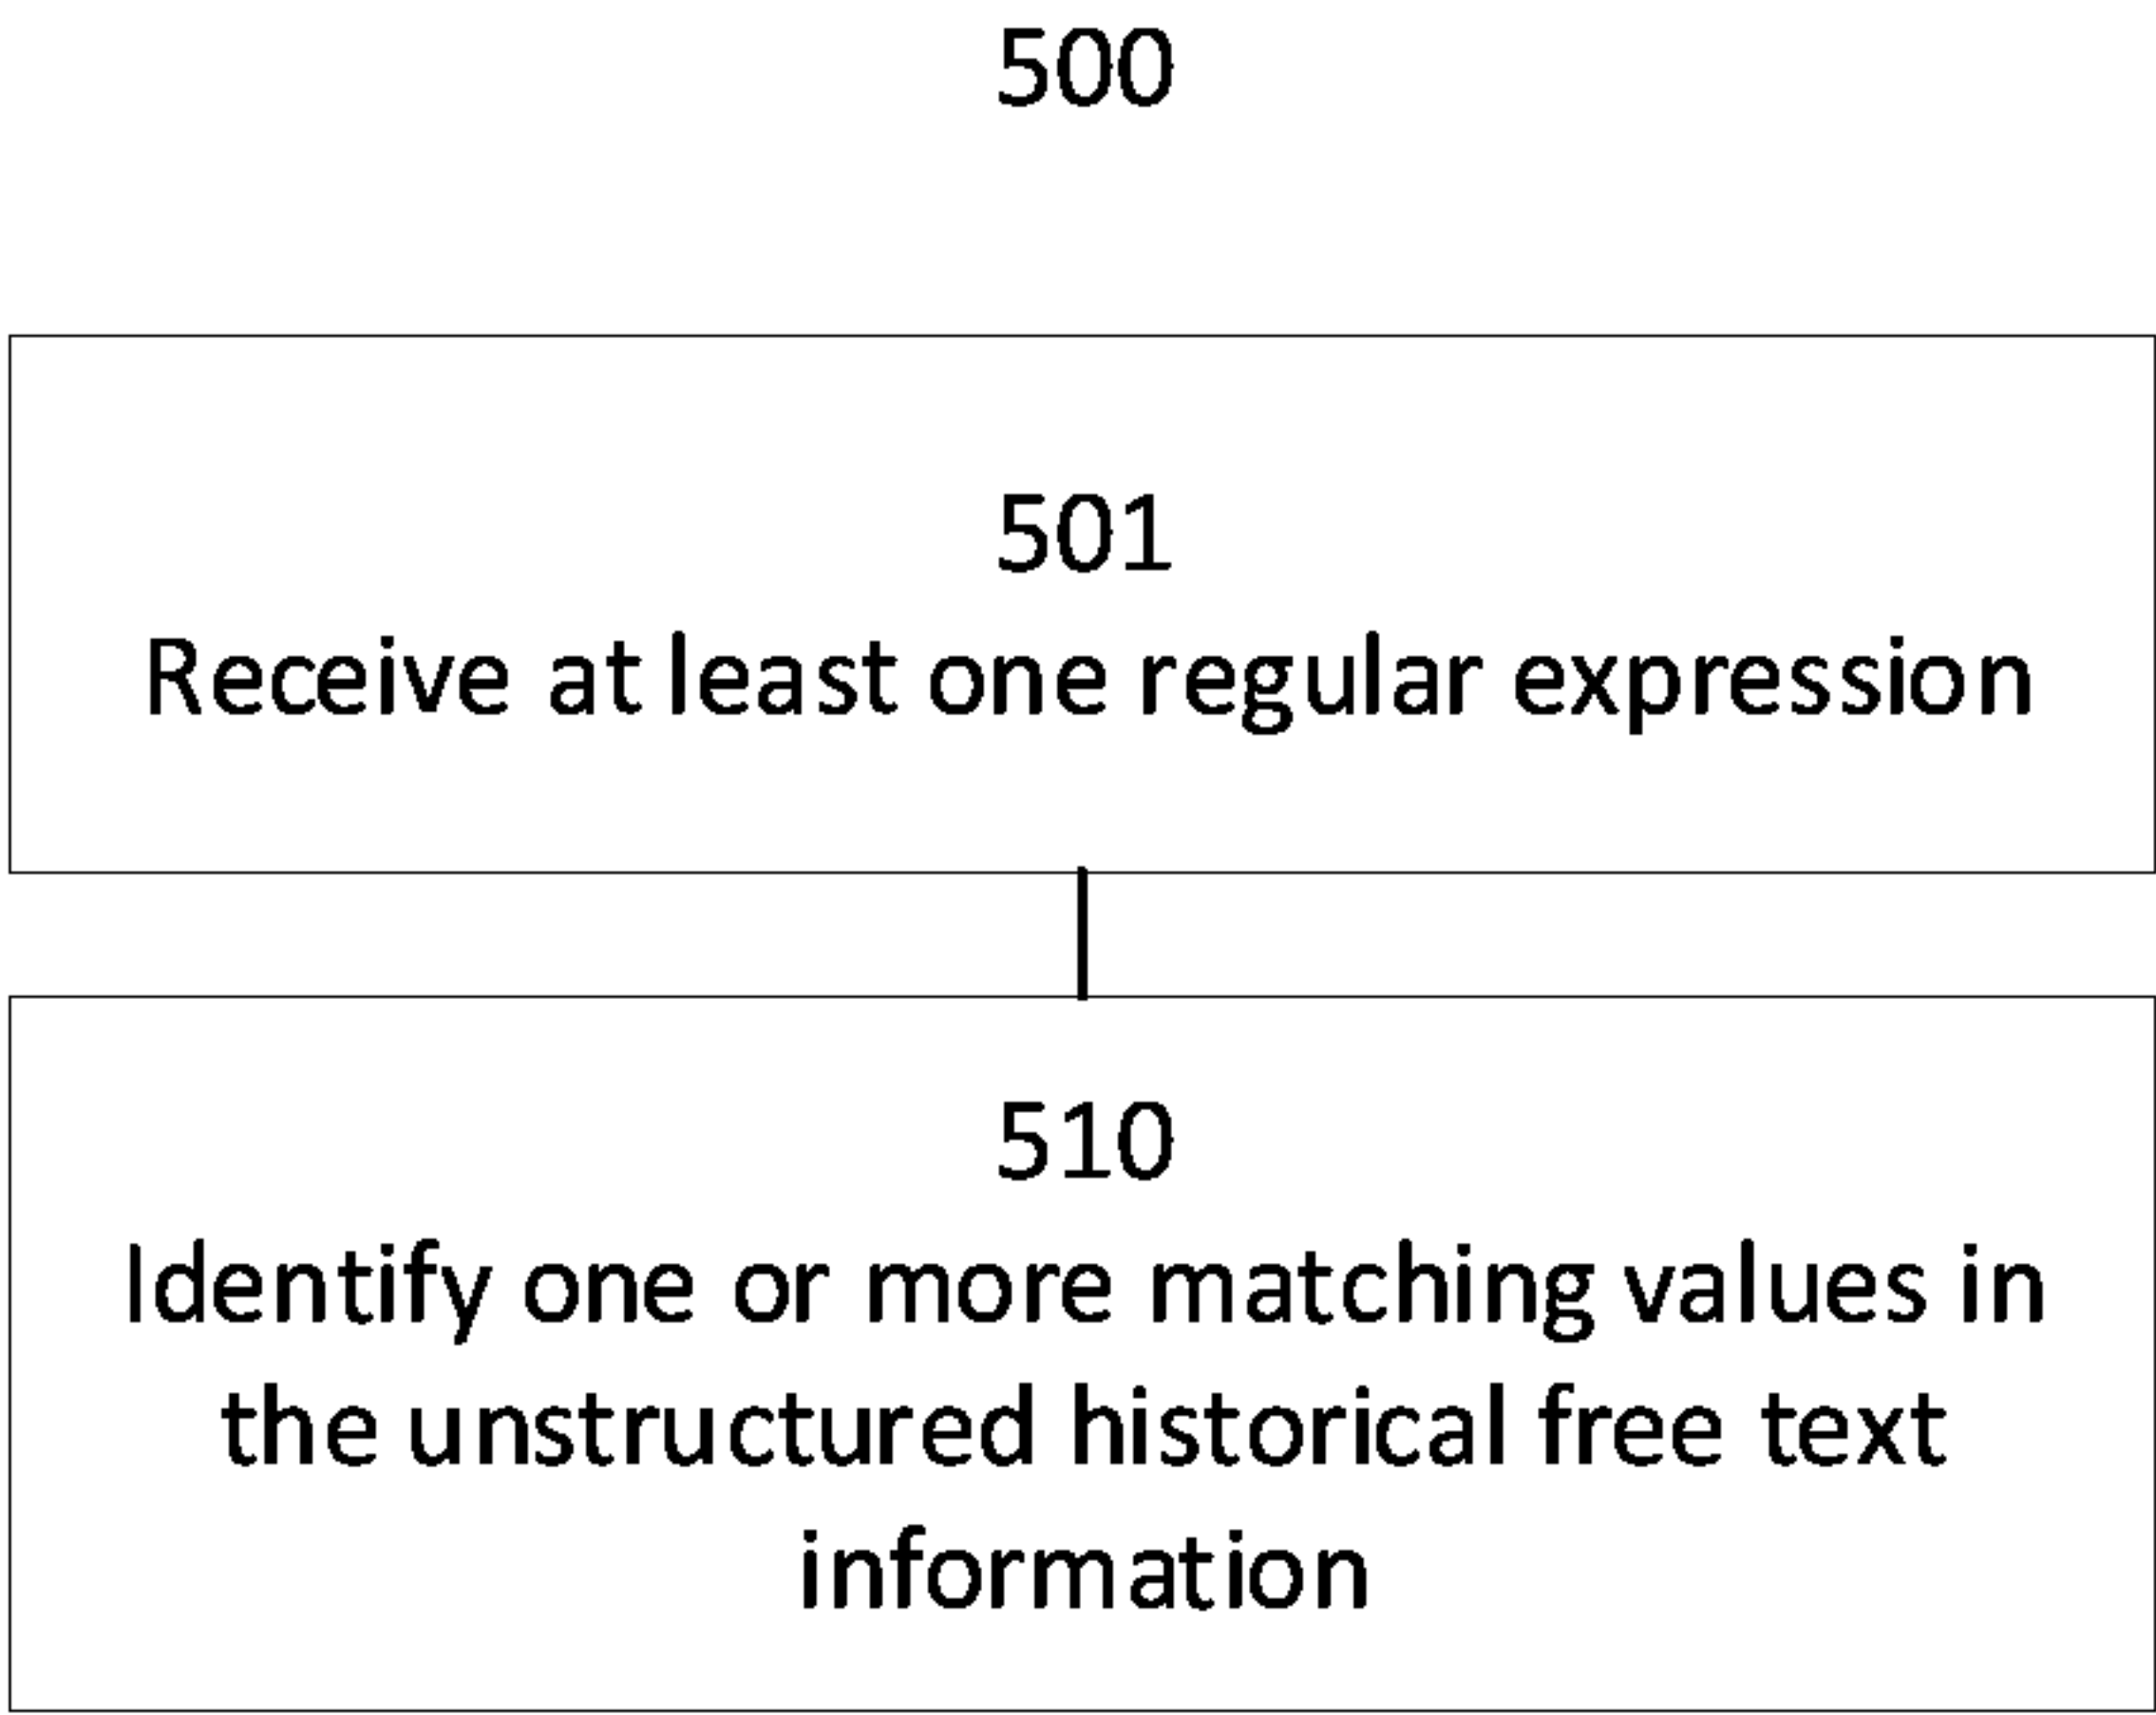 500
501
Receive at least one regular expression
510
Identify one or more matching values in
the unstructured historical free text
information